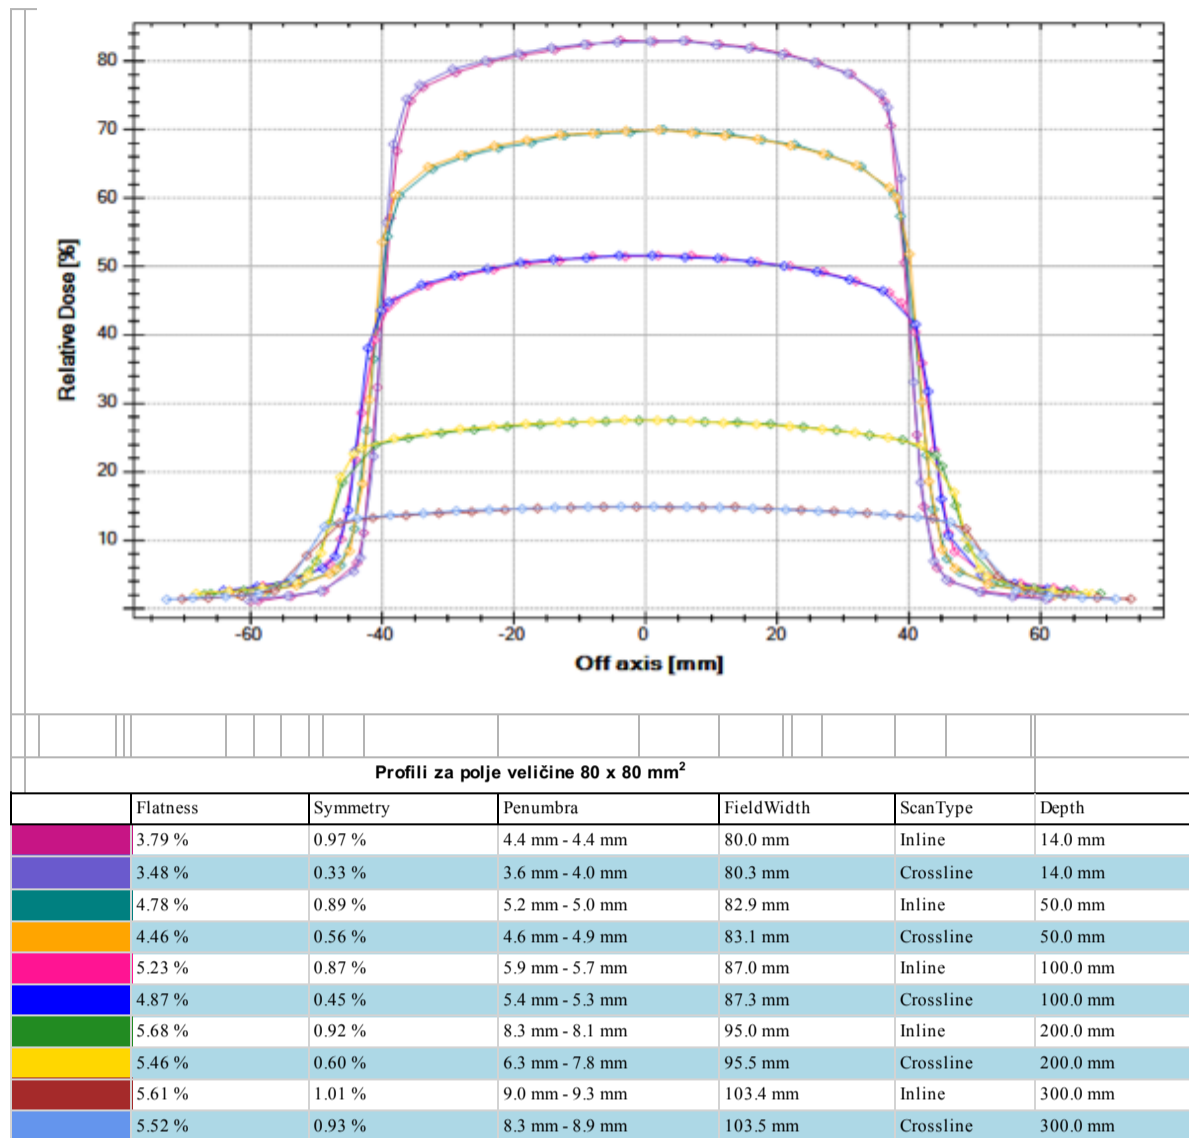 80
70
60
50
40
30
20
10
Relative Dose [%]
-60 -40 -20 0 20 40 60
Off axis [mm]
Profili za polje veličine 80 x 80 mm²
Flatness Symmetry Penumbra FieldWidth ScanType Depth
3.79 % 0.97 % 4.4 mm - 4.4 mm 80.0 mm Inline 14.0 mm
3.48 % 0.33 % 3.6 mm - 4.0 mm 80.3 mm Crossline 14.0 mm
4.78 % 0.89 % 5.2 mm - 5.0 mm 82.9 mm Inline 50.0 mm
4.46 % 0.56 % 4.6 mm - 4.9 mm 83.1 mm Crossline 50.0 mm
5.23 % 0.87 % 5.9 mm - 5.7 mm 87.0 mm Inline 100.0 mm
4.87 % 0.45 % 5.4 mm - 5.3 mm 87.3 mm Crossline 100.0 mm
5.68 % 0.92 % 8.3 mm - 8.1 mm 95.0 mm Inline 200.0 mm
5.46 % 0.60 % 6.3 mm - 7.8 mm 95.5 mm Crossline 200.0 mm
5.61 % 1.01 % 9.0 mm - 9.3 mm 103.4 mm Inline 300.0 mm
5.52 % 0.93 % 8.3 mm - 8.9 mm 103.5 mm Crossline 300.0 mm